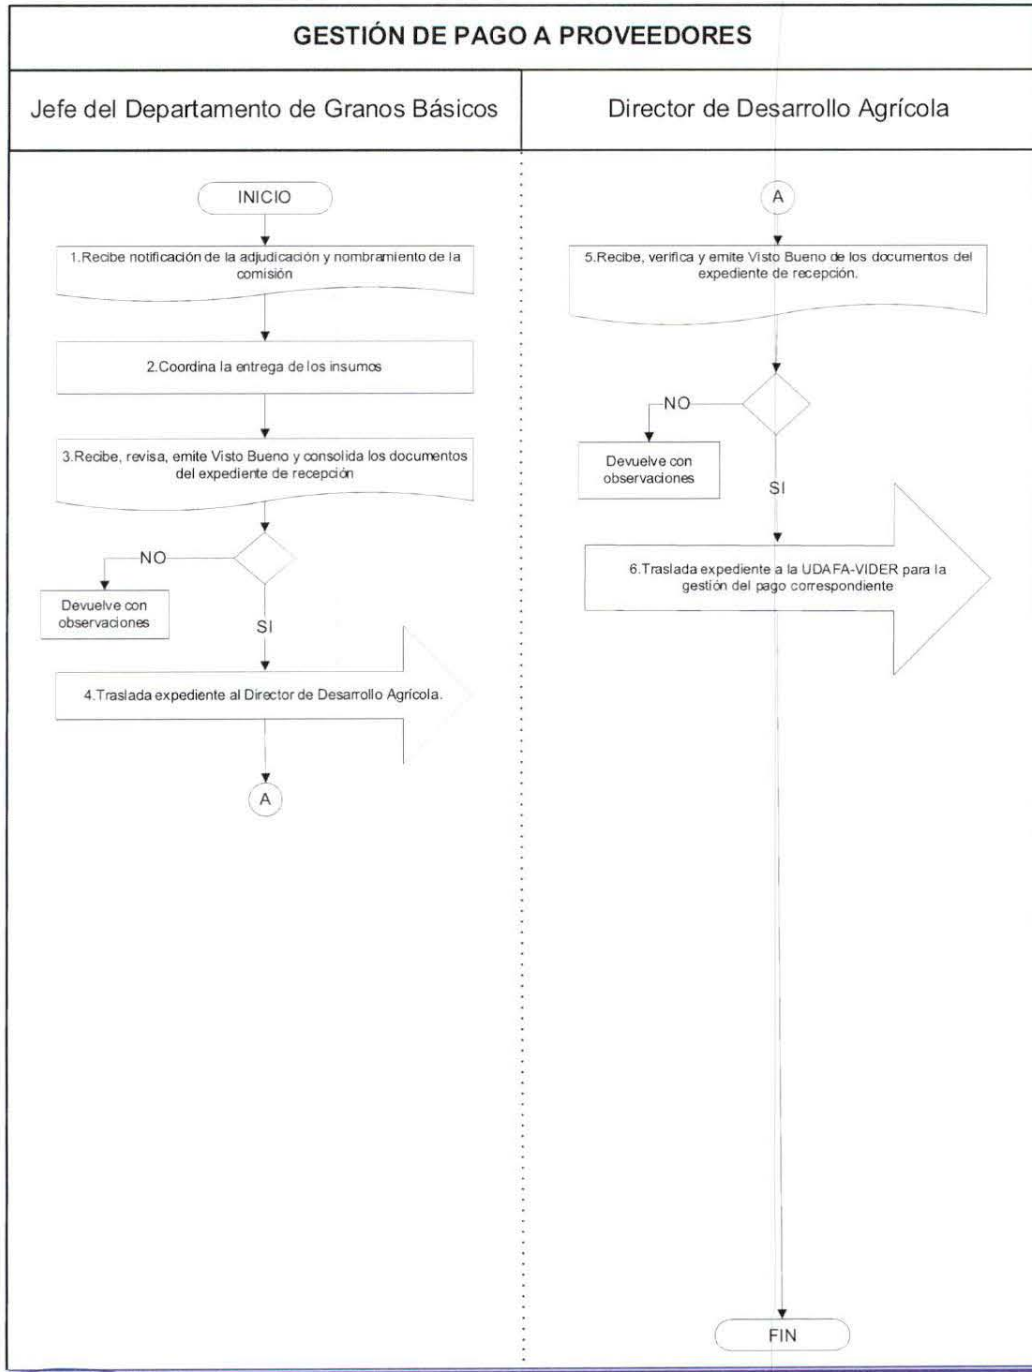 GESTIÓN DE PAGO A PROVEEDORES
Jefe del Departamento de Granos Básicos
Director de Desarrollo Agrícola
INICIO
1.Recibe notificación de la adjudicación y nombramiento de la
comisión
2.Coordina la entrega de los insumos
3.Recibe, revisa, emite Visto Bueno y consolida los documentos
del expediente de recepción
NO
Devuelve con
observaciones
SI
4.Traslada expediente al Director de Desarrollo Agrícola.
A
A
5.Recibe, verifica y emite Visto Bueno de los documentos del
expediente de recepción.
NO
Devuelve con
observaciones
SI
6.Traslada expediente a la UDAFA-VIDER para la
gestión del pago correspondiente
FIN